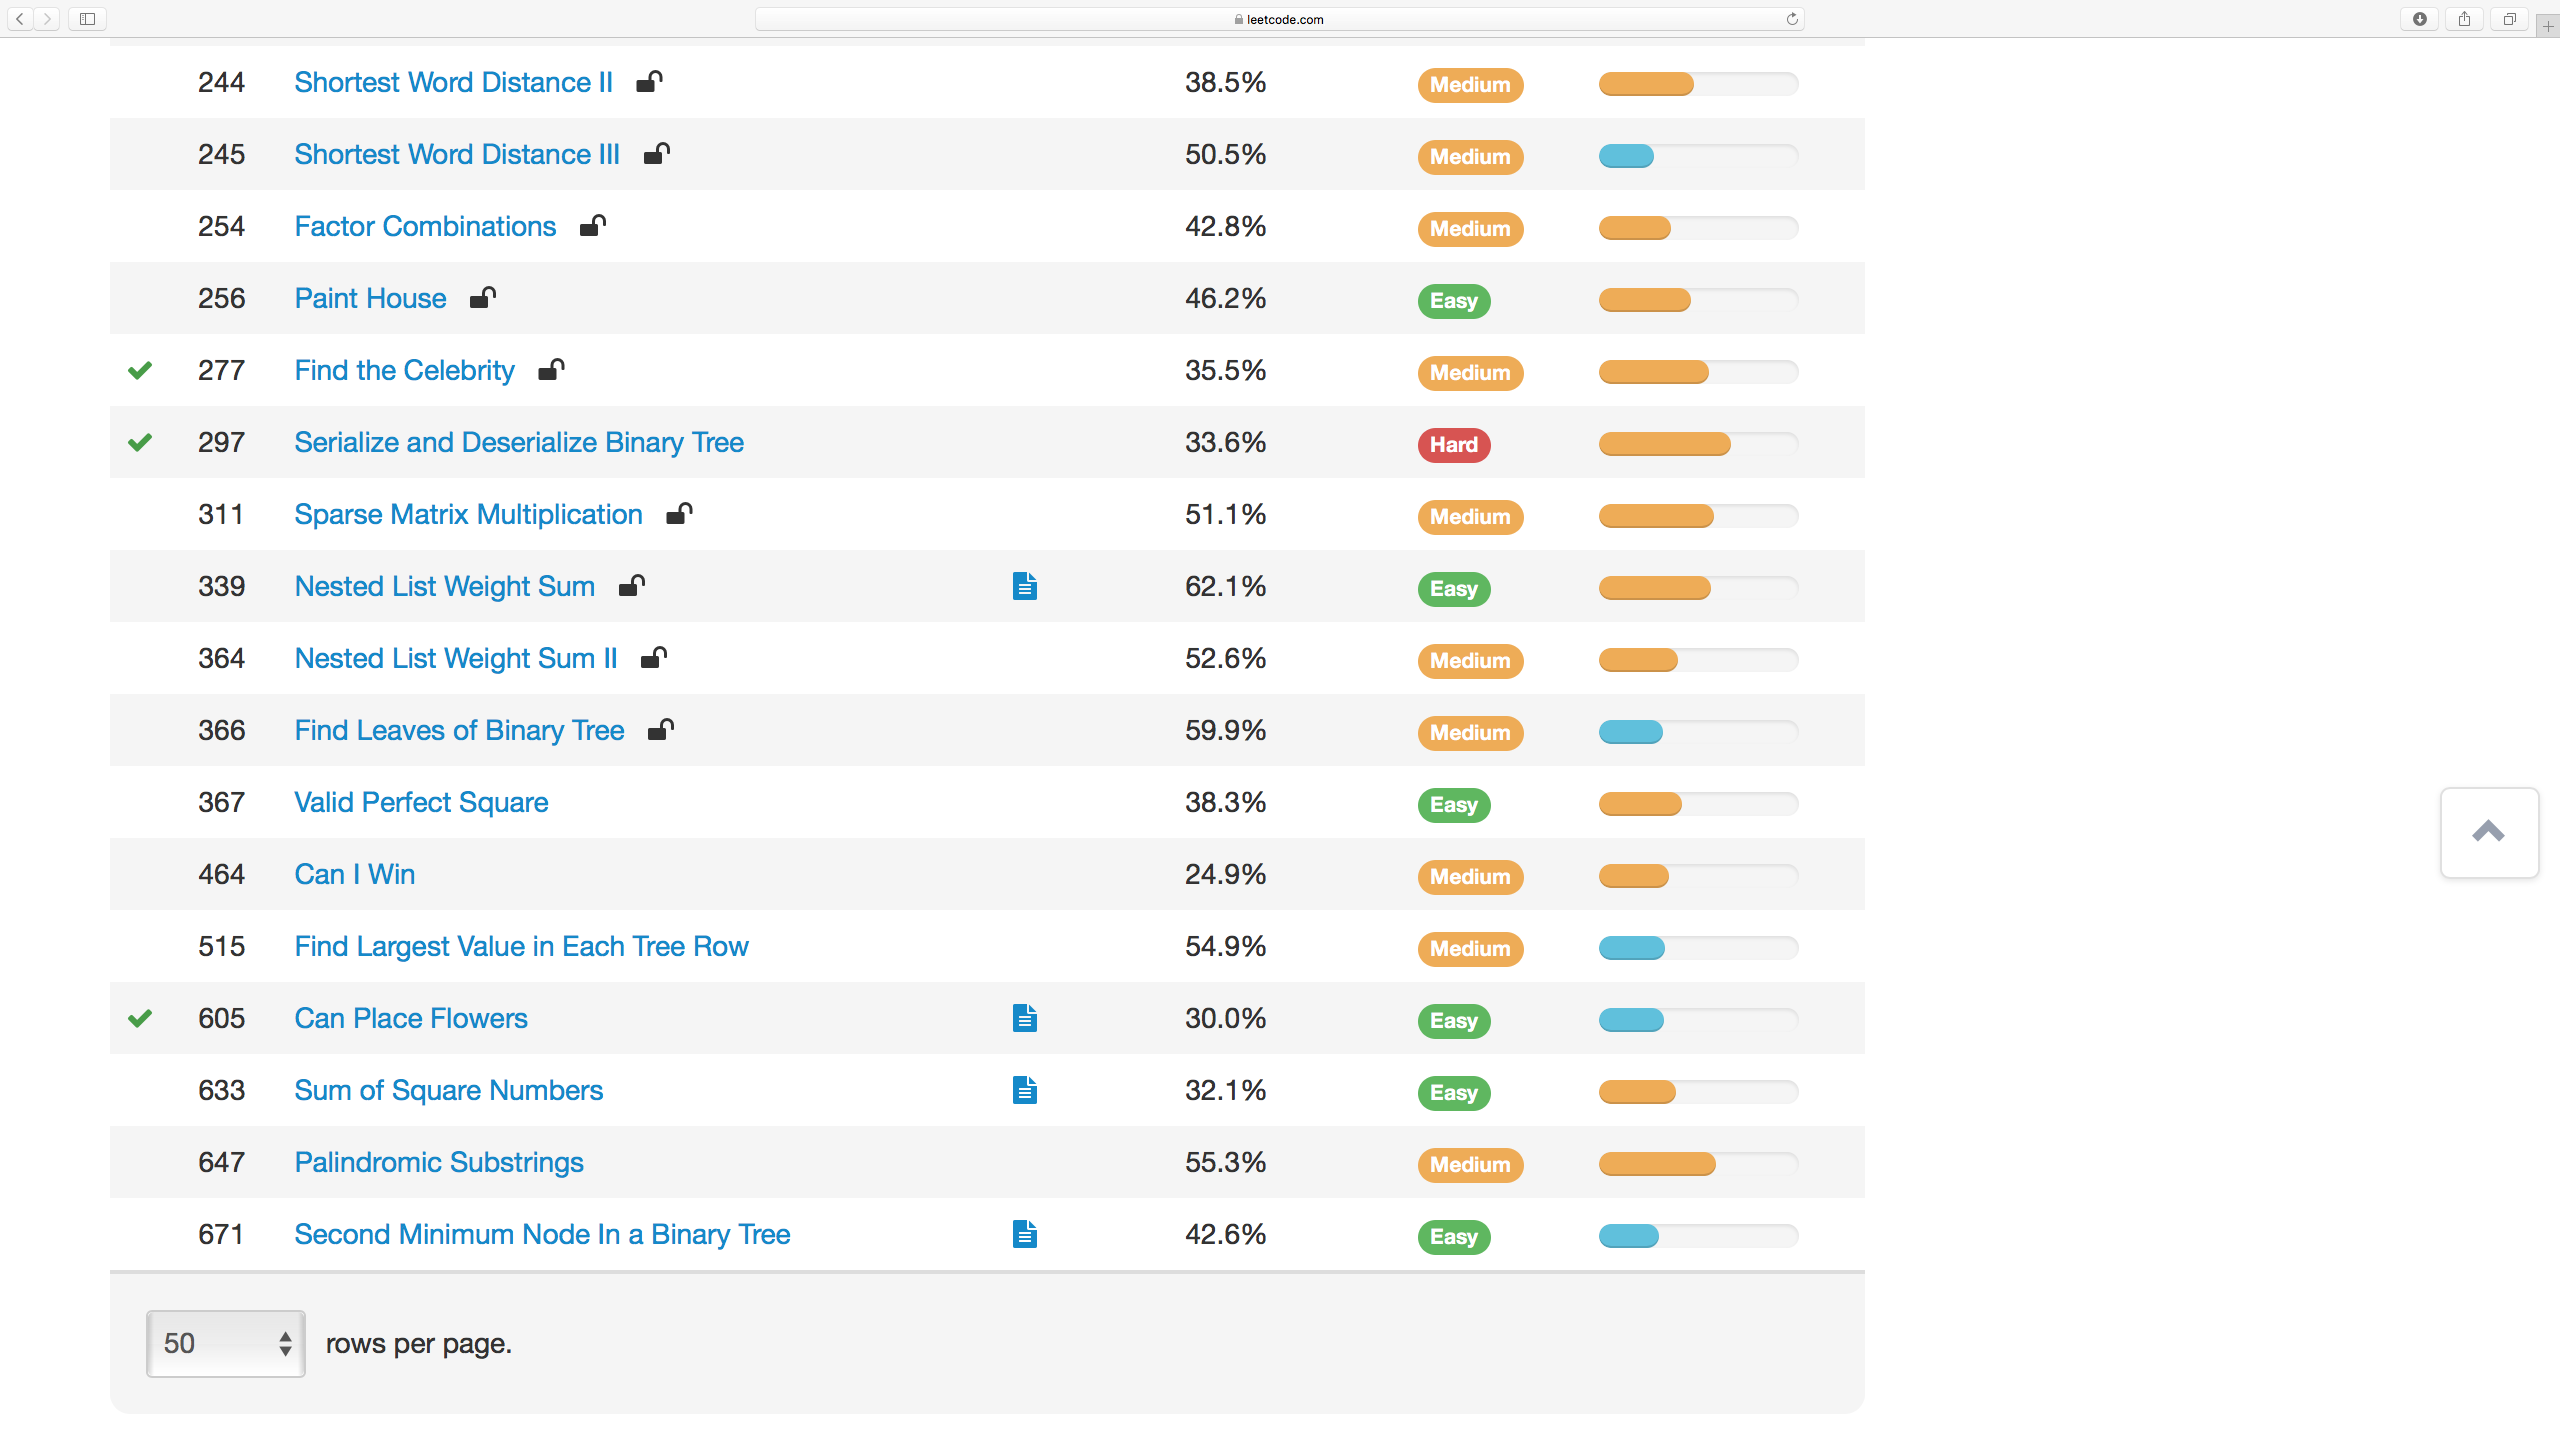 leetcode.com
244 Shortest Word Distance II 38.5% Medium
245 Shortest Word Distance III 50.5% Medium
254 Factor Combinations 42.8% Medium
256 Paint House 46.2% Easy
277 Find the Celebrity 35.5% Medium
297 Serialize and Deserialize Binary Tree 33.6% Hard
311 Sparse Matrix Multiplication 51.1% Medium
339 Nested List Weight Sum 62.1% Easy
364 Nested List Weight Sum II 52.6% Medium
366 Find Leaves of Binary Tree 59.9% Medium
367 Valid Perfect Square 38.3% Easy
464 Can I Win 24.9% Medium
515 Find Largest Value in Each Tree Row 54.9% Medium
605 Can Place Flowers 30.0% Easy
633 Sum of Square Numbers 32.1% Easy
647 Palindromic Substrings 55.3% Medium
671 Second Minimum Node In a Binary Tree 42.6% Easy
50 rows per page.